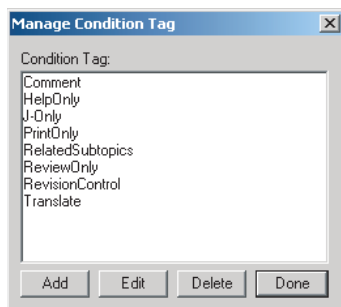 Manage Condition Tag
Condition Tag:
Comment
HelpOnly
J-Only
PrintOnly
RelatedSubtopics
ReviewOnly
RevisionControl
Translate
Add Edit Delete Done